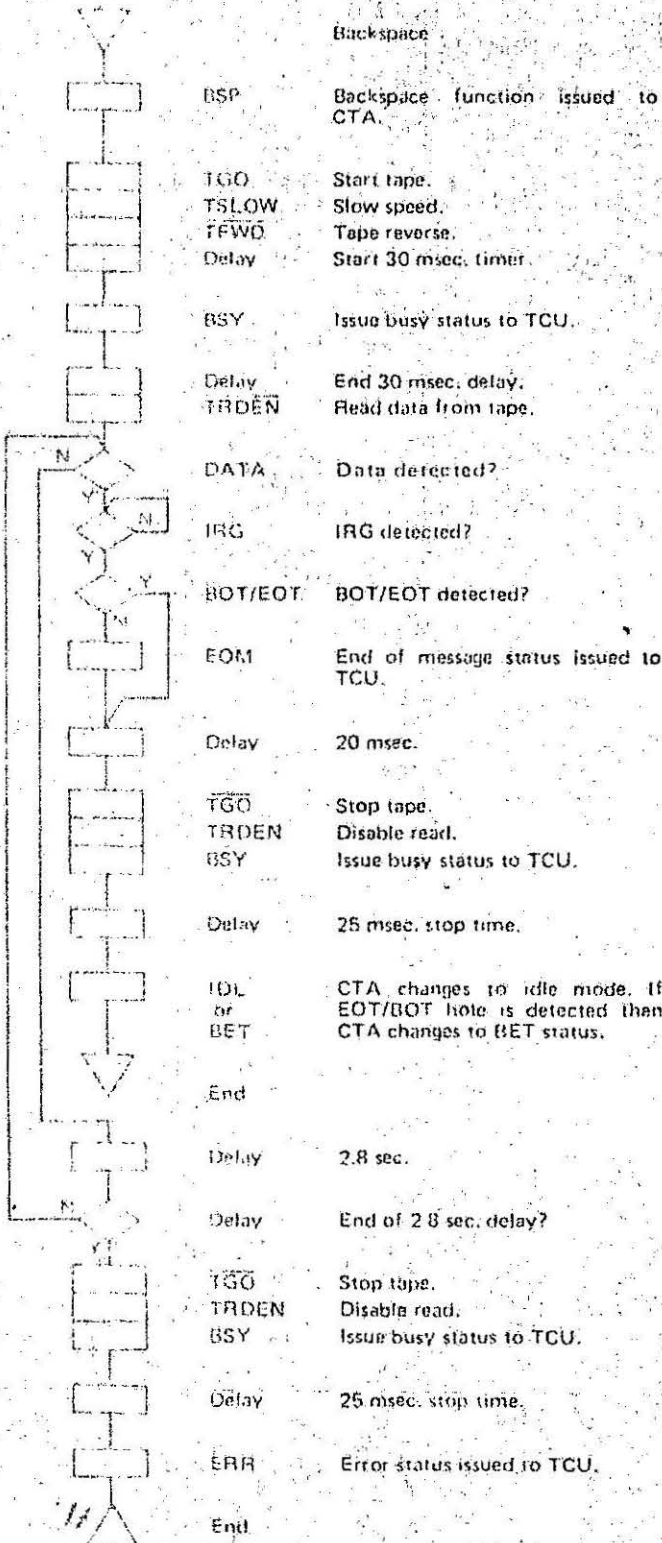 Backspace
BSP Backspace function issued to
CTA.
TGO Start tape.
TSLOW Slow speed.
T̅F̅W̅D̅ Tape reverse.
Delay Start 30 msec. timer.
BSY Issue busy status to TCU.
Delay End 30 msec. delay.
T̅R̅D̅E̅N̅ Read data from tape.
N DATA Data detected?
Y
N IRG IRG detected?
Y
Y BOT/EOT BOT/EOT detected?
N
EOM End of message status issued to
TCU.
Delay 20 msec.
T̅G̅O̅ Stop tape.
TRDEN Disable read.
BSY Issue busy status to TCU.
Delay 25 msec. stop time.
IDL CTA changes to idle mode. If
or EOT/BOT hole is detected then
BET CTA changes to BET status.
End
Delay 2.8 sec.
N Delay End of 2.8 sec. delay?
Y
T̅G̅O̅ Stop tape.
TRDEN Disable read.
BSY Issue busy status to TCU.
Delay 25 msec. stop time.
ERR Error status issued to TCU.
End